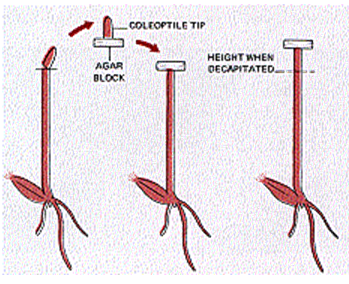 COLEOPTILE TIP
AGAR
BLOCK
HEIGHT WHEN
DECAPITATED